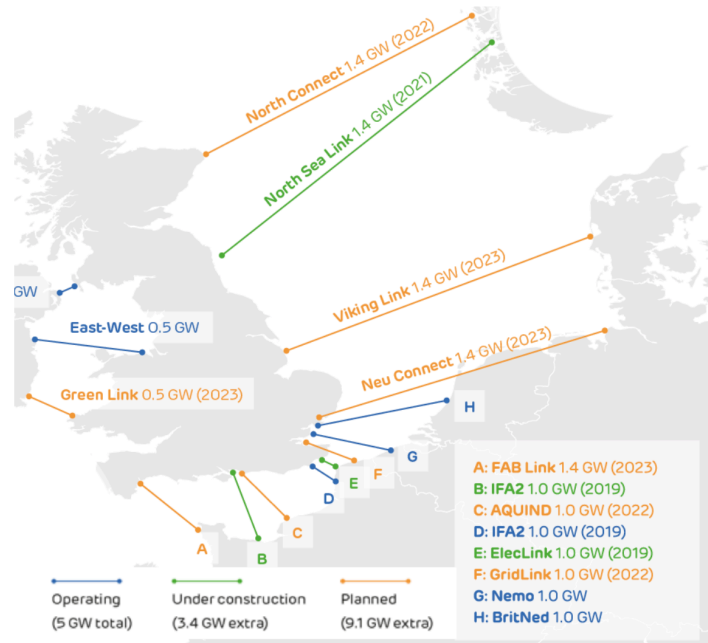 North Connect 1.4 GW (2022)
North Sea Link 1.4 GW (2021)
Viking Link 1.4 GW (2023)
GW
East-West 0.5 GW
Neu Connect 1.4 GW (2023)
Green Link 0.5 GW (2023)
H
G
F
E
D
C
B
A
A: FAB Link 1.4 GW (2023)
B: IFA2 1.0 GW (2019)
C: AQUIND 1.0 GW (2022)
D: IFA2 1.0 GW (2019)
E: ElecLink 1.0 GW (2019)
F: GridLink 1.0 GW (2022)
G: Nemo 1.0 GW
H: BritNed 1.0 GW
Operating
(5 GW total)
Under construction
(3.4 GW extra)
Planned
(9.1 GW extra)